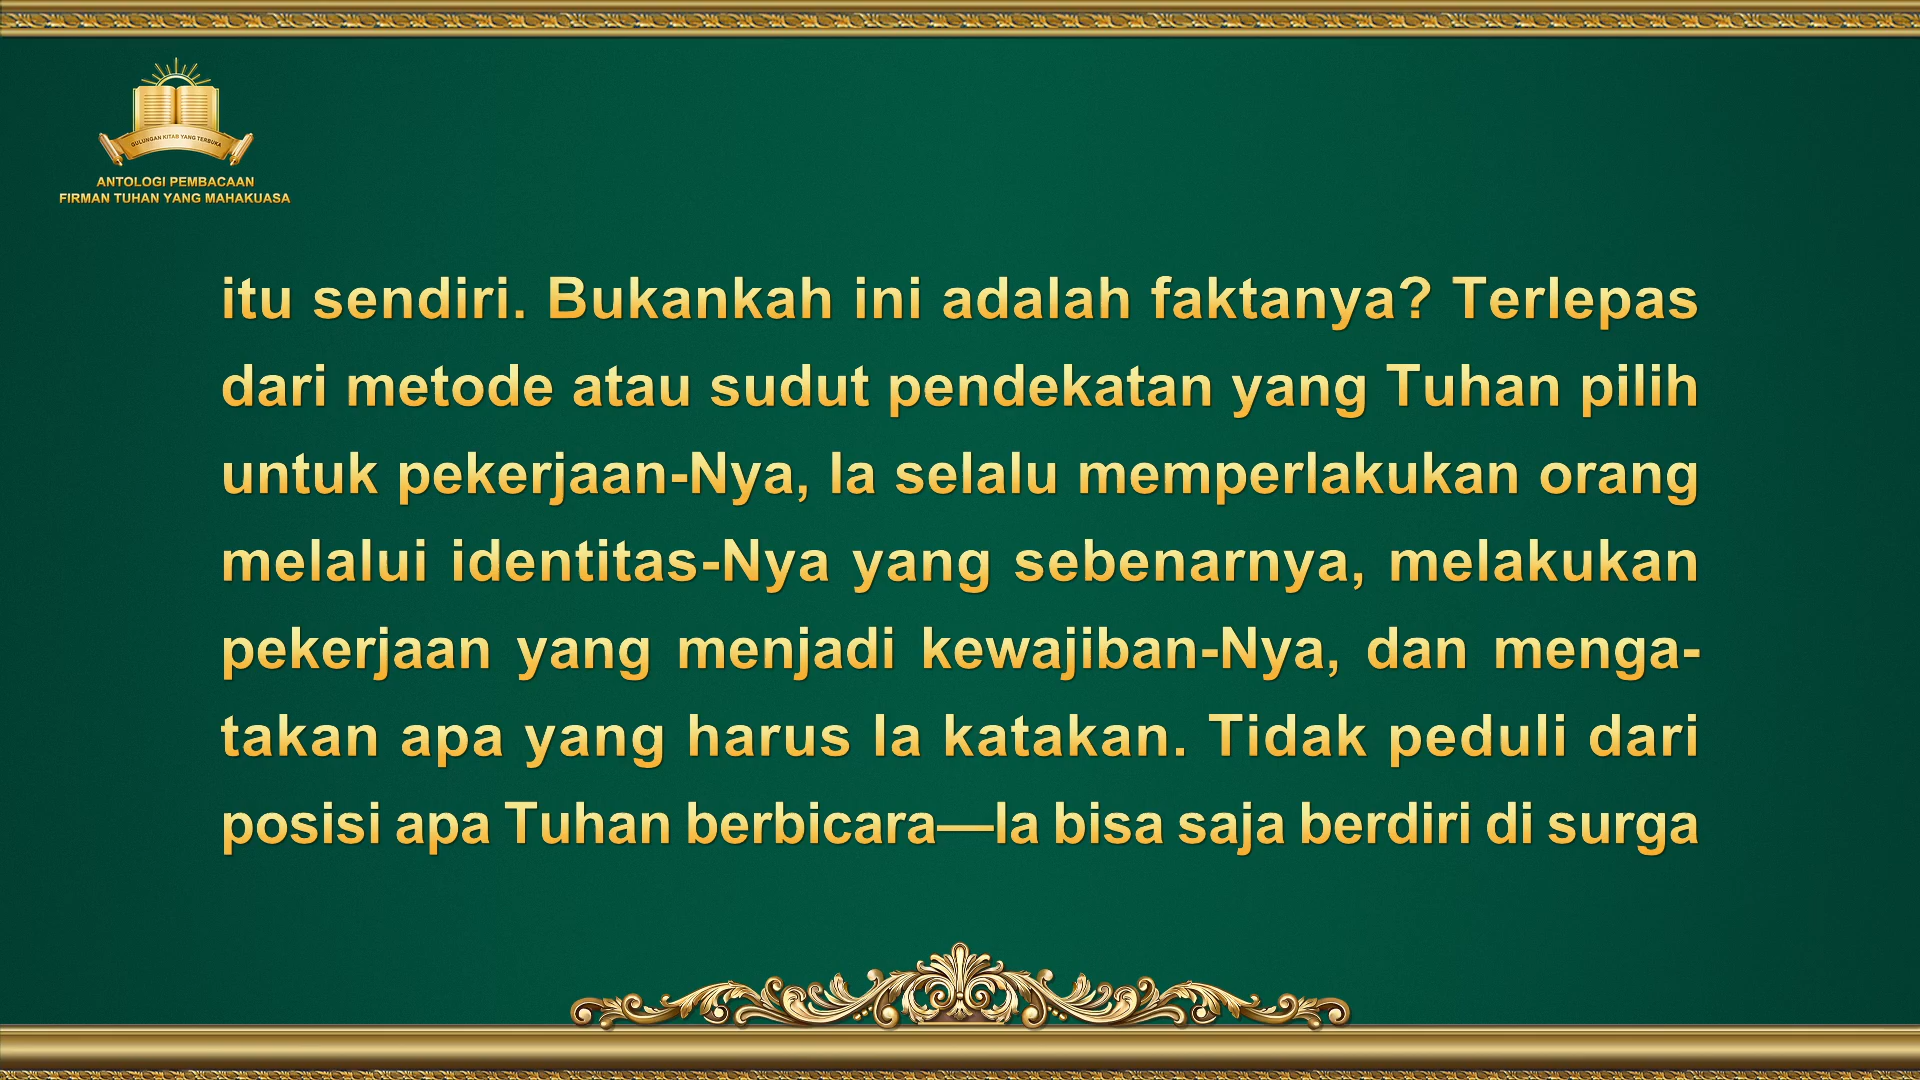 GULUNGAN KITAB YANG TERBUKA
ANTOLOGI PEMBACAAN
FIRMAN TUHAN YANG MAHAKUASA
itu sendiri. Bukankah ini adalah faktanya? Terlepas
dari metode atau sudut pendekatan yang Tuhan pilih
untuk pekerjaan-Nya, Ia selalu memperlakukan orang
melalui identitas-Nya yang sebenarnya, melakukan
pekerjaan yang menjadi kewajiban-Nya, dan menga-
takan apa yang harus Ia katakan. Tidak peduli dari
posisi apa Tuhan berbicara—Ia bisa saja berdiri di surga